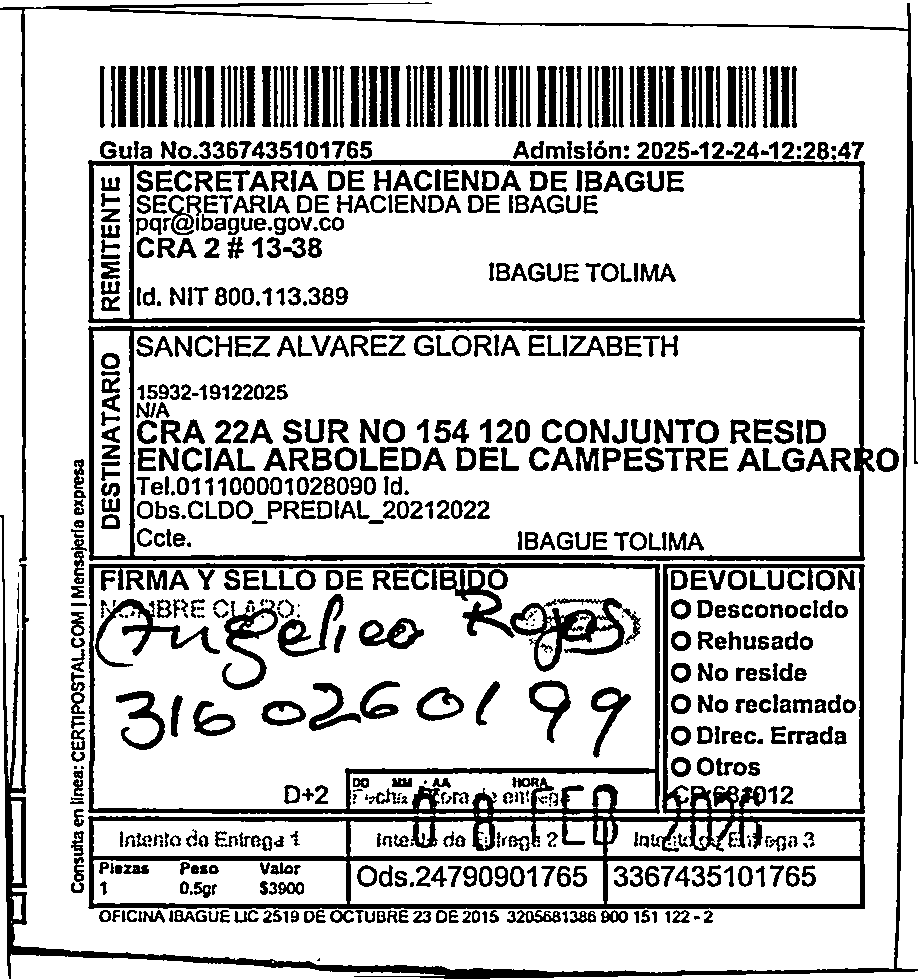 Guia No.3367435101765 Admisión: 2025-12-24-12:28:47
REMITENTE
SECRETARIA DE HACIENDA DE IBAGUE
SECRETARIA DE HACIENDA DE IBAGUE
pqr@ibague.gov.co
CRA 2 # 13-38
IBAGUE TOLIMA
Id. NIT 800.113.389
DESTINATARIO
SANCHEZ ALVAREZ GLORIA ELIZABETH
15932-19122025
N/A
CRA 22A SUR NO 154 120 CONJUNTO RESID
ENCIAL ARBOLEDA DEL CAMPESTRE ALGARRO
Tel.011100001028090 Id.
Obs.CLDO_PREDIAL_20212022
Ccte. IBAGUE TOLIMA
Consulta en línea: CERTIPOSTAL.COM | Mensajería expresa
FIRMA Y SELLO DE RECIBIDO
NOMBRE CLARO:
Angelica Rojas
316 0260199
D+2
DD MM AA HORA
Fecha y Hora de entrega
08 FEB 2026
DEVOLUCION
Desconocido
Rehusado
No reside
No reclamado
Direc. Errada
Otros
Intento de Entrega 1 Intento de Entrega 2 Intento de Entrega 3
Piezas Peso Valor
1 0.5gr $3900
Ods.24790901765 3367435101765
OFICINA IBAGUE LIC 2519 DE OCTUBRE 23 DE 2015 3205681386 900 151 122 - 2